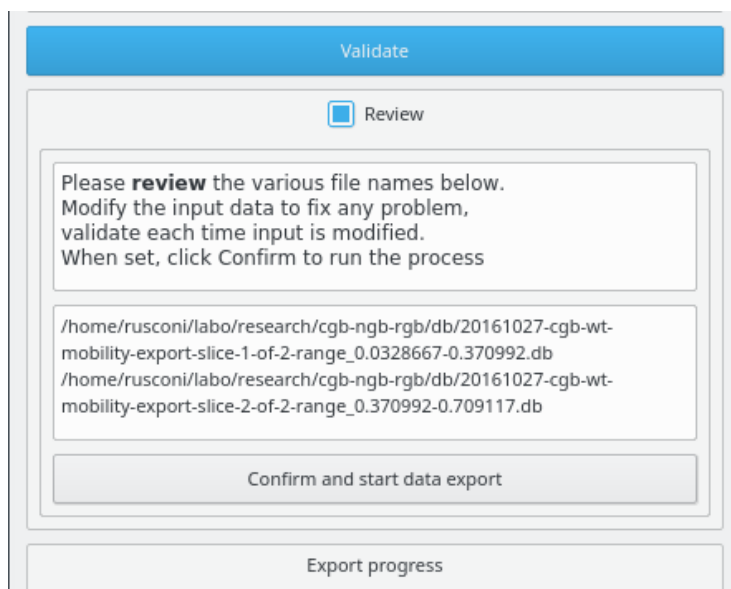 Validate
Review
Please review the various file names below.
Modify the input data to fix any problem,
validate each time input is modified.
When set, click Confirm to run the process
/home/rusconi/labo/research/cgb-ngb-rgb/db/20161027-cgb-wt-
mobility-export-slice-1-of-2-range_0.0328667-0.370992.db
/home/rusconi/labo/research/cgb-ngb-rgb/db/20161027-cgb-wt-
mobility-export-slice-2-of-2-range_0.370992-0.709117.db
Confirm and start data export
Export progress